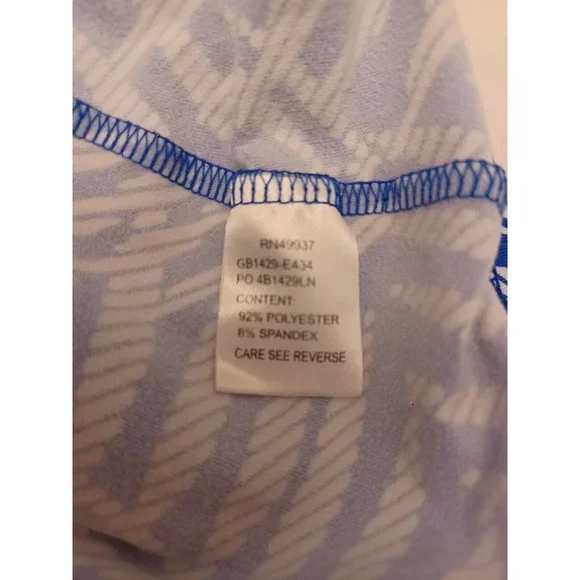 RN49937
GB1429-E434
PO 4B1429LN
CONTENT:
92% POLYESTER
8% SPANDEX
CARE SEE REVERSE